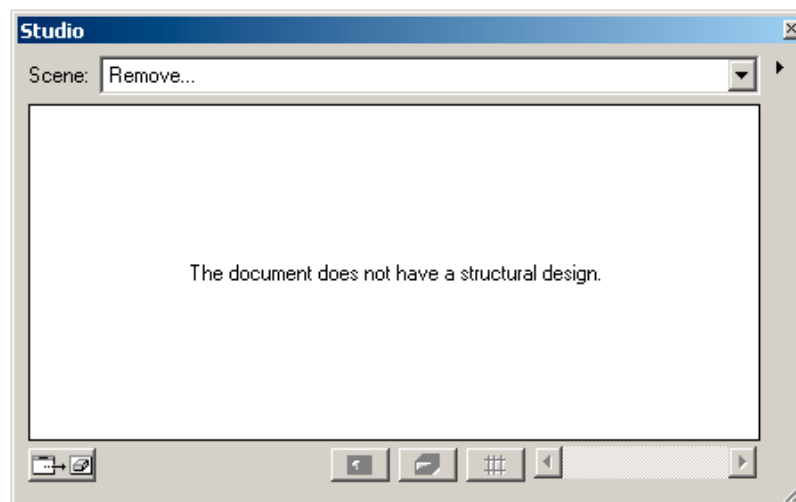 Studio
Scene: Remove...
The document does not have a structural design.